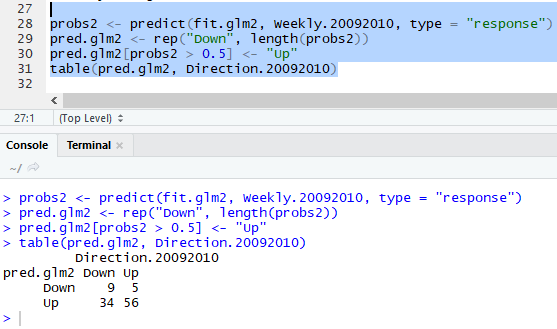 27
28 probs2 <- predict(fit.glm2, Weekly.20092010, type = "response")
29 pred.glm2 <- rep("Down", length(probs2))
30 pred.glm2[probs2 > 0.5] <- "Up"
31 table(pred.glm2, Direction.20092010)
32
27:1 (Top Level)
Console Terminal ×
~/
> probs2 <- predict(fit.glm2, Weekly.20092010, type = "response")
> pred.glm2 <- rep("Down", length(probs2))
> pred.glm2[probs2 > 0.5] <- "Up"
> table(pred.glm2, Direction.20092010)
         Direction.20092010
pred.glm2 Down Up
     Down    9  5
     Up     34 56
>